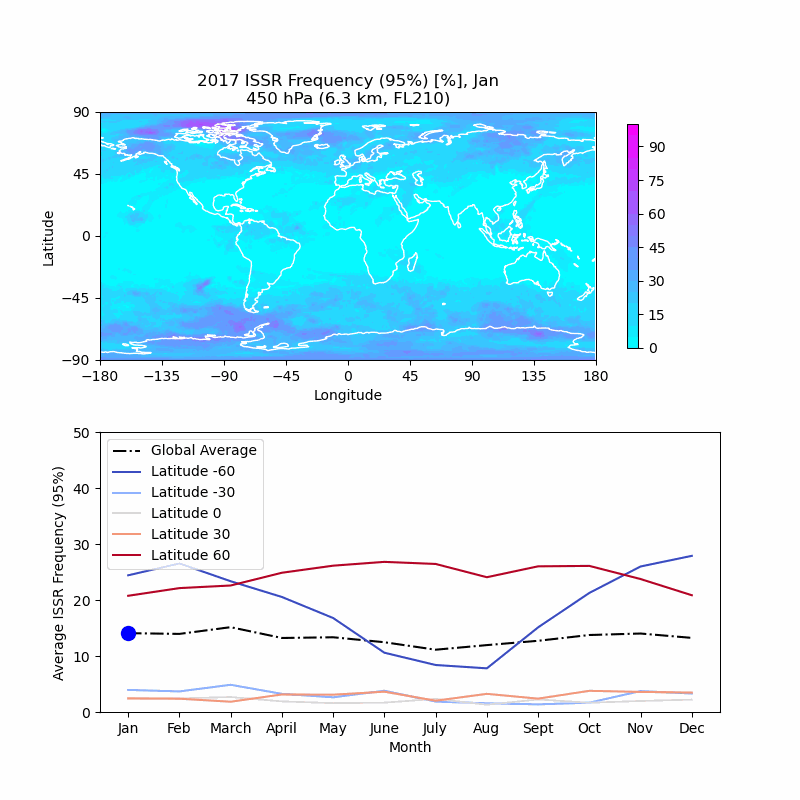 2017 ISSR Frequency (95%) [%], Jan
450 hPa (6.3 km, FL210)
90
45
0
−45
−90
Latitude
−180 −135 −90 −45 0 45 90 135 180
Longitude
90
75
60
45
30
15
0
50
40
30
20
10
0
Average ISSR Frequency (95%)
Global Average
Latitude -60
Latitude -30
Latitude 0
Latitude 30
Latitude 60
Jan Feb March April May June July Aug Sept Oct Nov Dec
Month